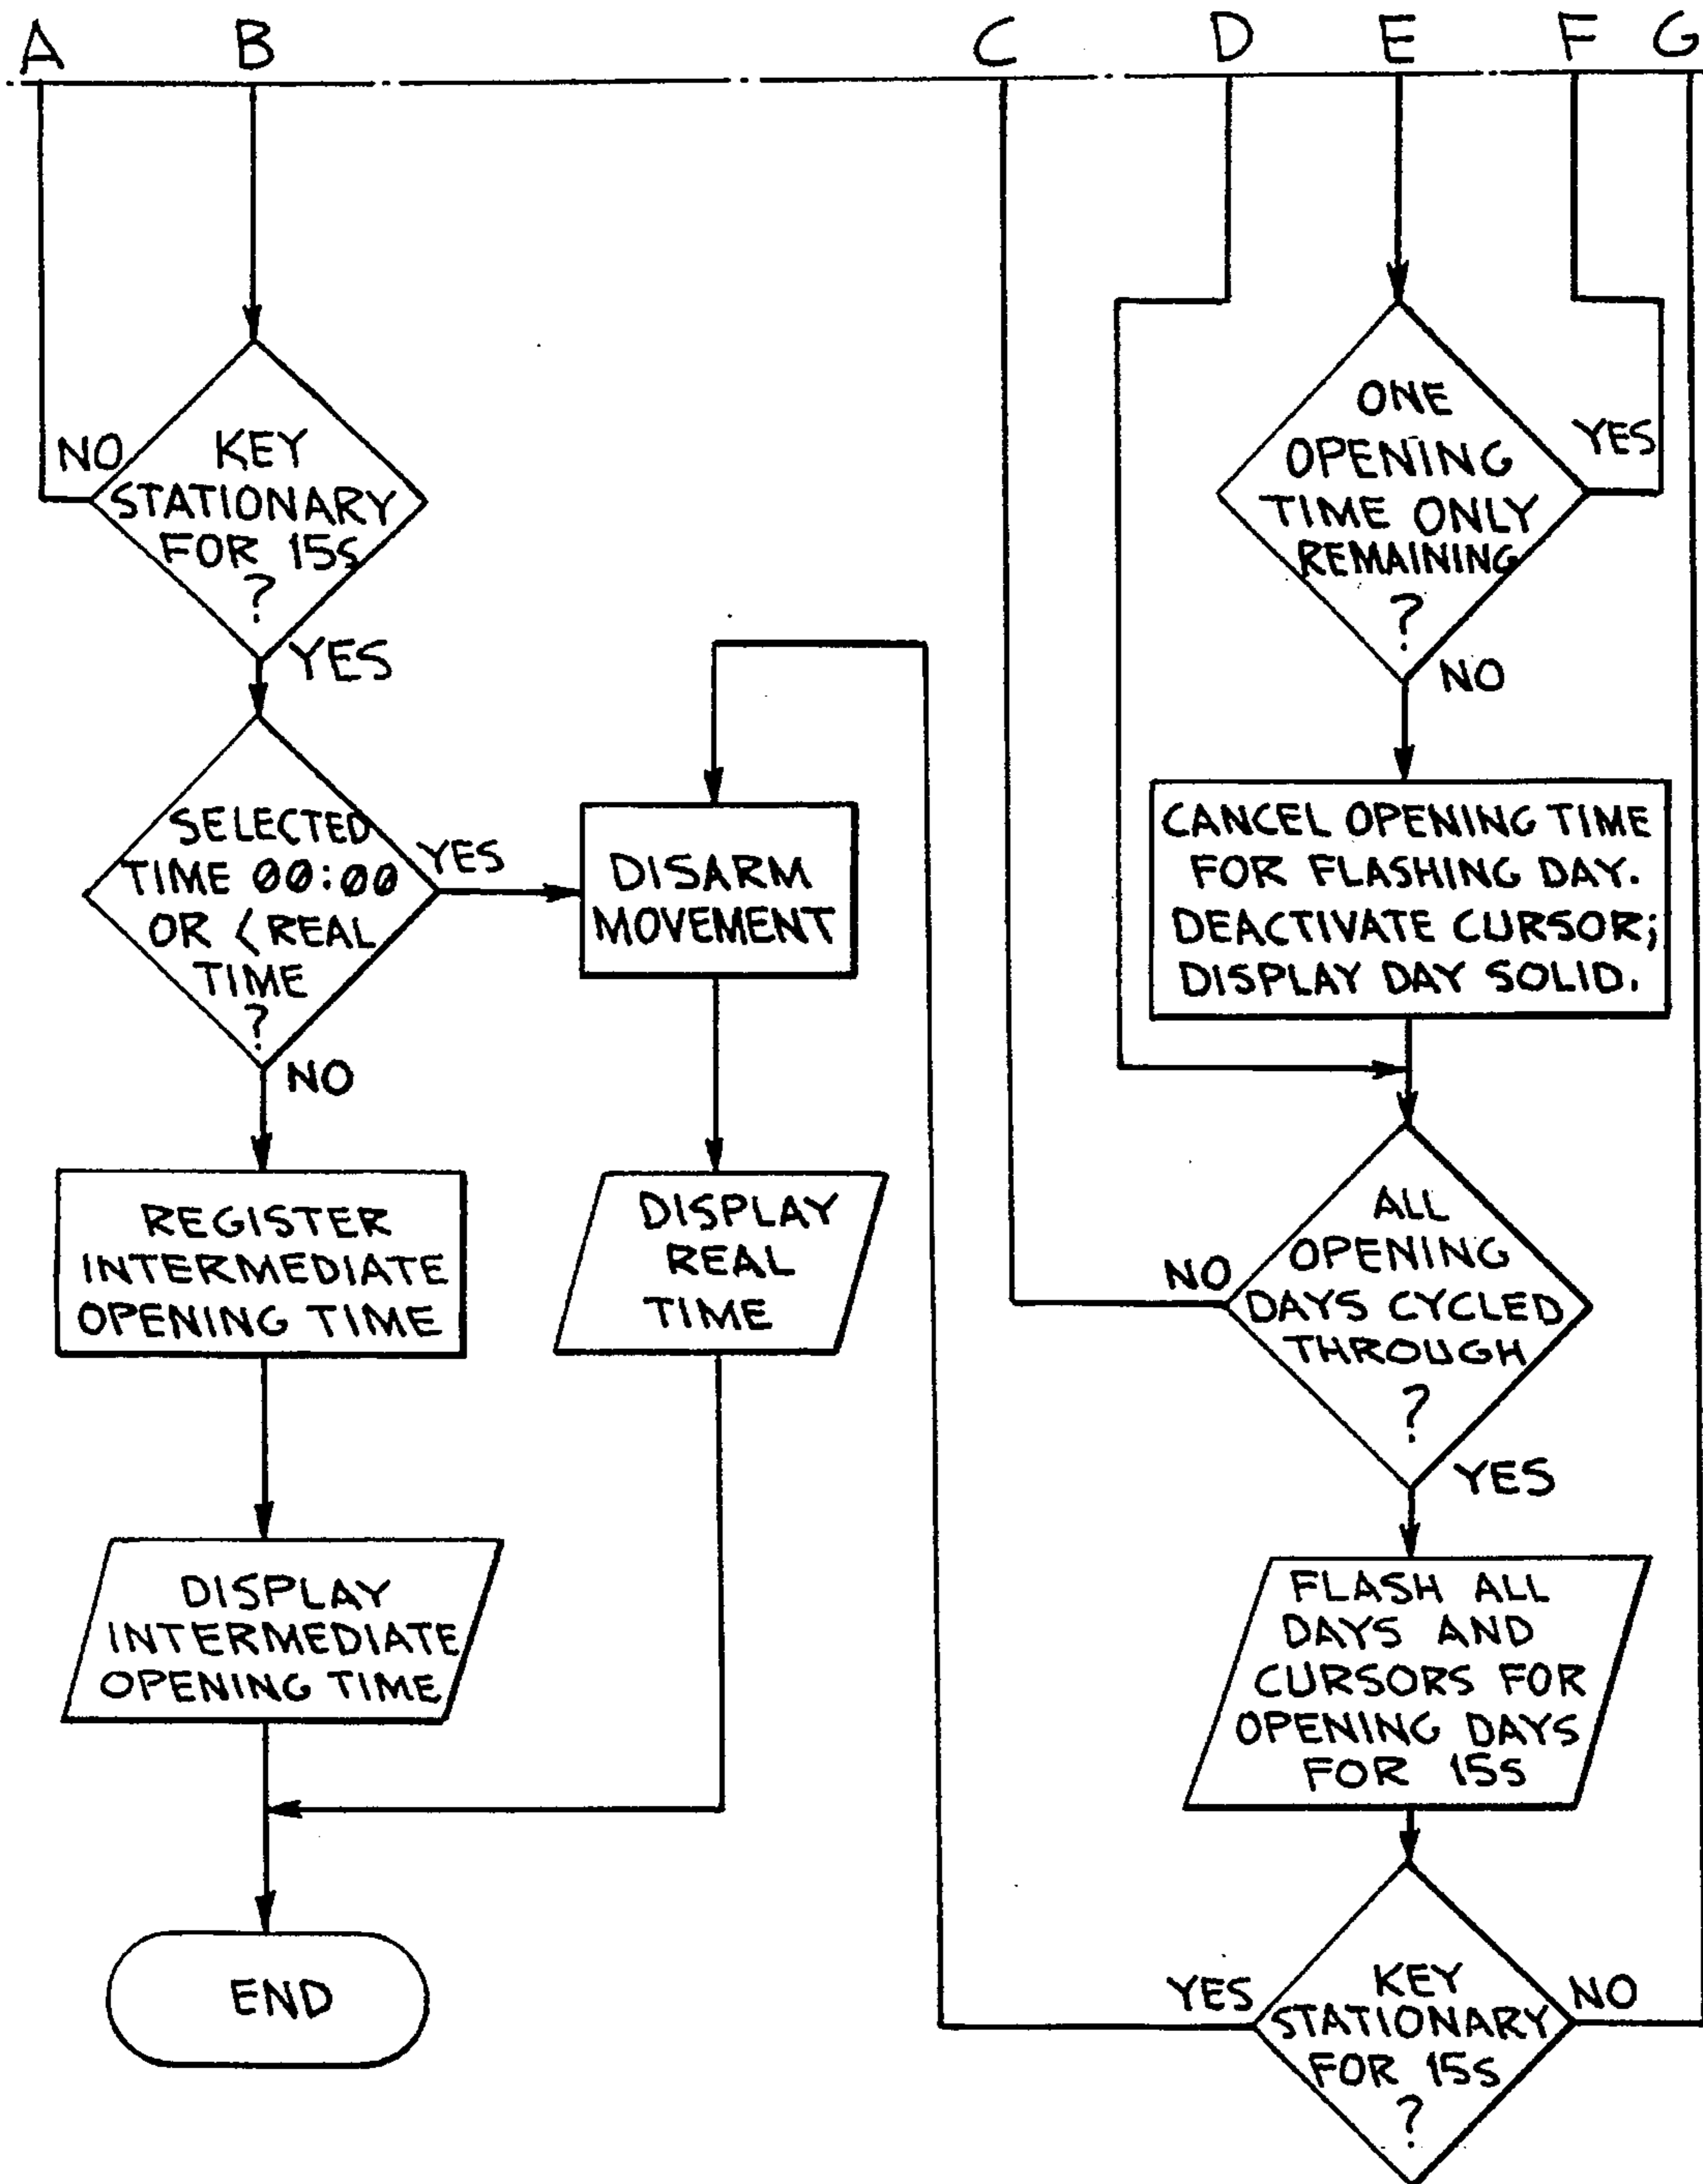 A B C D E F G
NO
KEY
STATIONARY
FOR 15S
?
YES
SELECTED
TIME 00:00
OR <REAL
TIME
?
YES
NO
DISARM
MOVEMENT
REGISTER
INTERMEDIATE
OPENING TIME
DISPLAY
REAL
TIME
DISPLAY
INTERMEDIATE
OPENING TIME
END
ONE
OPENING
TIME ONLY
REMAINING
?
YES
NO
CANCEL OPENING TIME
FOR FLASHING DAY.
DEACTIVATE CURSOR;
DISPLAY DAY SOLID.
ALL
OPENING
DAYS CYCLED
THROUGH
?
NO
YES
FLASH ALL
DAYS AND
CURSORS FOR
OPENING DAYS
FOR 15S
YES
KEY
STATIONARY
FOR 15S
?
NO